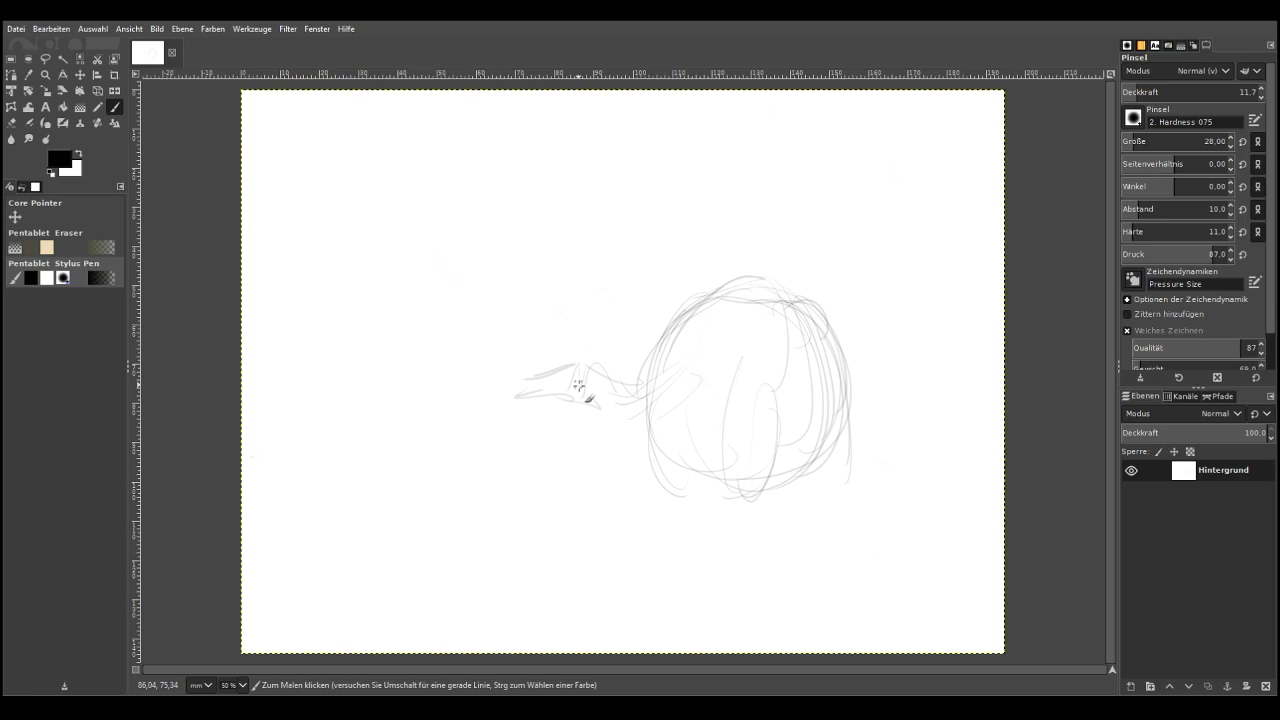 Datei Bearbeiten Auswahl Ansicht Bild Ebene Farben Werkzeuge Filter Fenster Hilfe
Core Pointer
Pentablet Eraser
Pentablet Stylus Pen
Pinsel
Modus Normal (v)
Deckkraft 11,7
Pinsel
2. Hardness 075
Größe 28,00
Seitenverhältnis 0,00
Winkel 0,00
Abstand 10,0
Härte 11,0
Druck 87,0
Zeichendynamiken
Pressure Size
Optionen der Zeichendynamik
Zittern hinzufügen
Weiches Zeichnen
Qualität 87
Ebenen Kanäle Pfade
Modus Normal
Deckkraft 100,0
Sperre:
Hintergrund
86,04, 75,34 mm 50 % Zum Malen klicken (versuchen Sie Umschalt für eine gerade Linie, Strg zum Wählen einer Farbe)